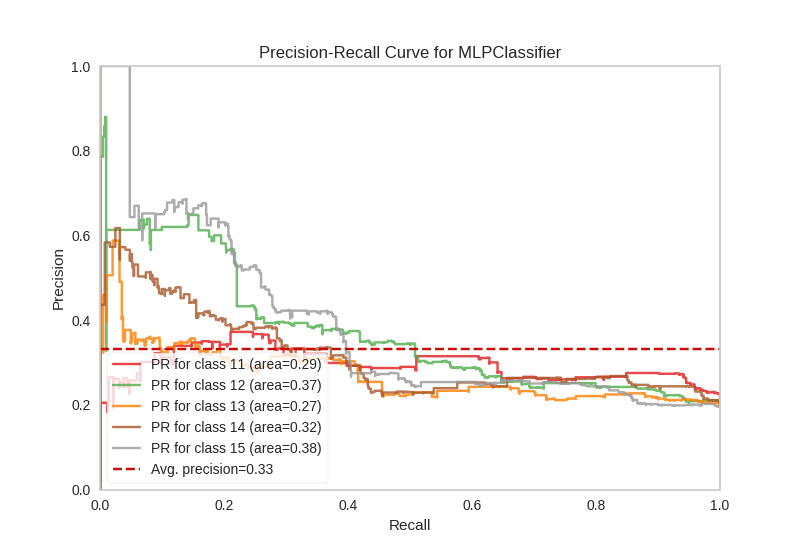 Precision-Recall Curve for MLPClassifier
1.0
0.8
0.6
0.4
0.2
0.0
Precision
PR for class 11 (area=0.29)
PR for class 12 (area=0.37)
PR for class 13 (area=0.27)
PR for class 14 (area=0.32)
PR for class 15 (area=0.38)
Avg. precision=0.33
0.0 0.2 0.4 0.6 0.8 1.0
Recall